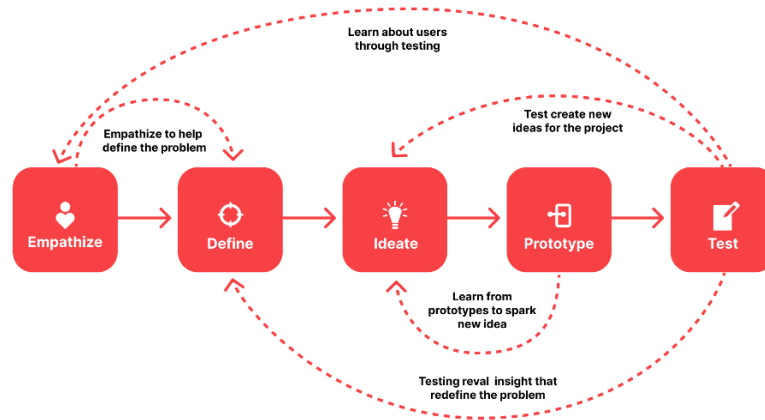 Learn about users
through testing
Test create new
ideas for the project
Empathize to help
define the problem
Empathize
Define
Ideate
Prototype
Test
Learn from
prototypes to spark
new idea
Testing reval insight that
redefine the problem